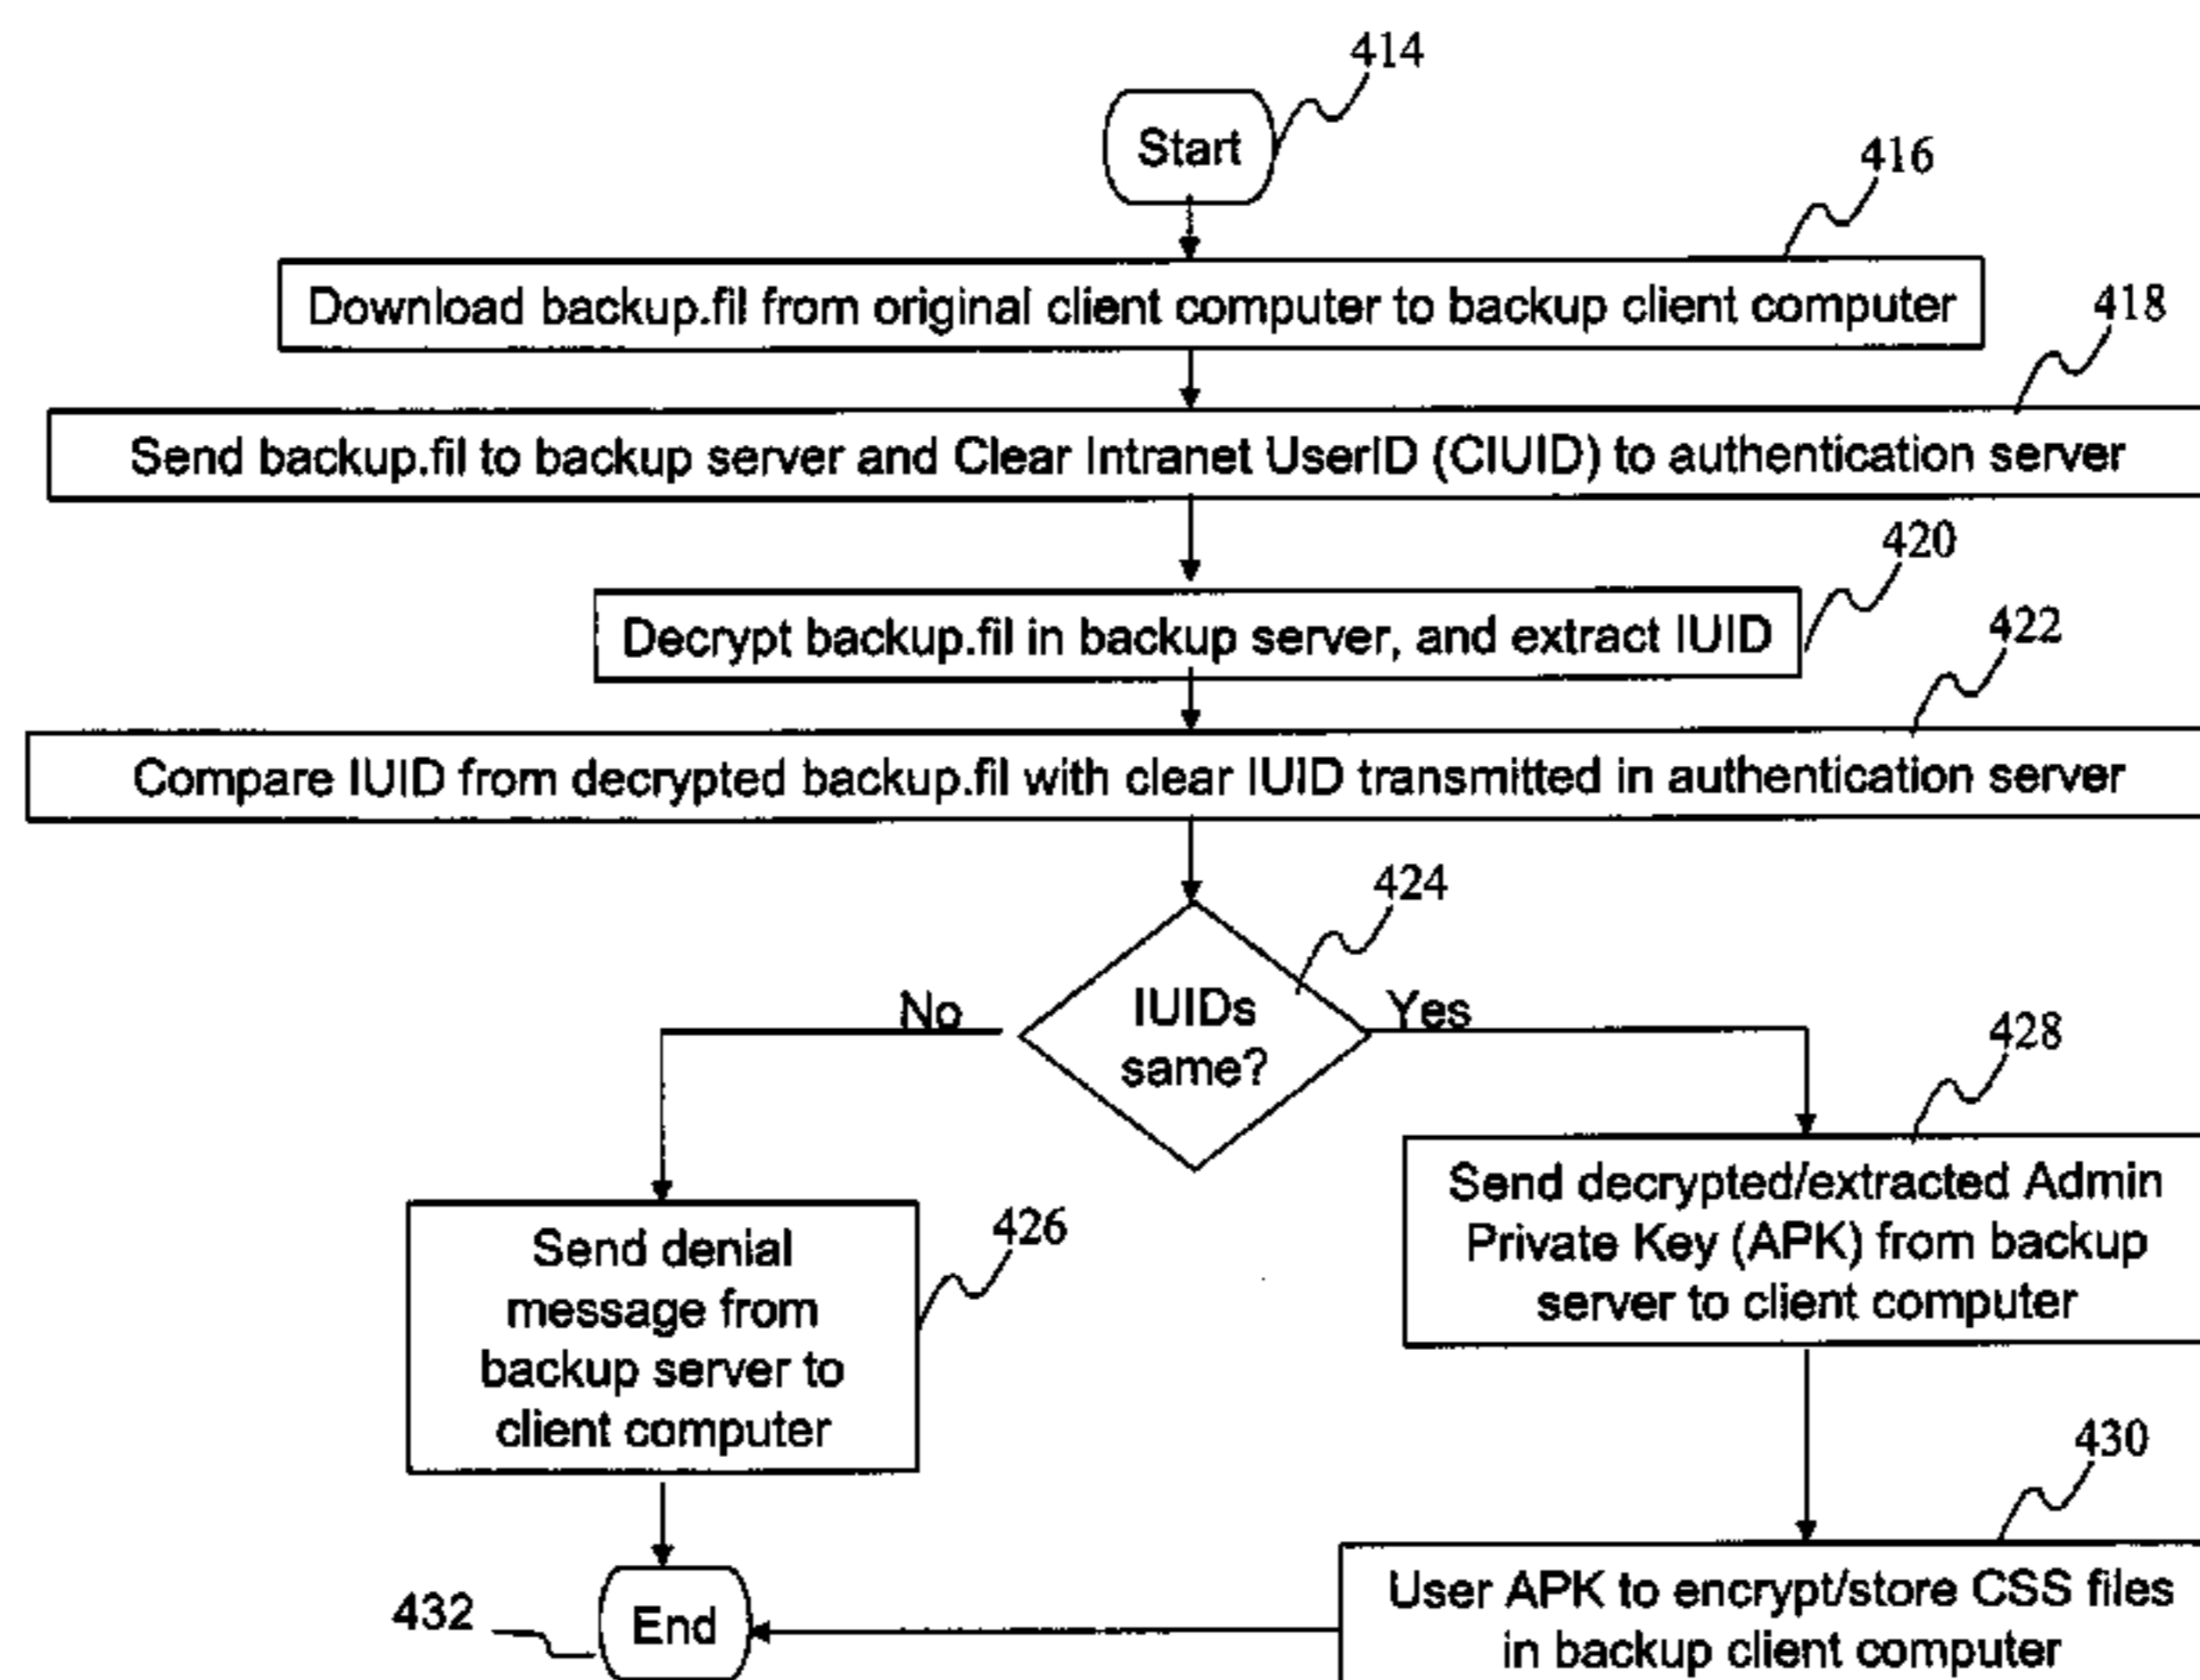 414
Start
416
Download backup.fil from original client computer to backup client computer
418
Send backup.fil to backup server and Clear Intranet UserID (CIUID) to authentication server
420
Decrypt backup.fil in backup server, and extract IUID
422
Compare IUID from decrypted backup.fil with clear IUID transmitted in authentication server
424
IUIDs
same?
No
Yes
428
Send decrypted/extracted Admin
Private Key (APK) from backup
server to client computer
426
Send denial
message from
backup server to
client computer
430
User APK to encrypt/store CSS files
in backup client computer
432
End